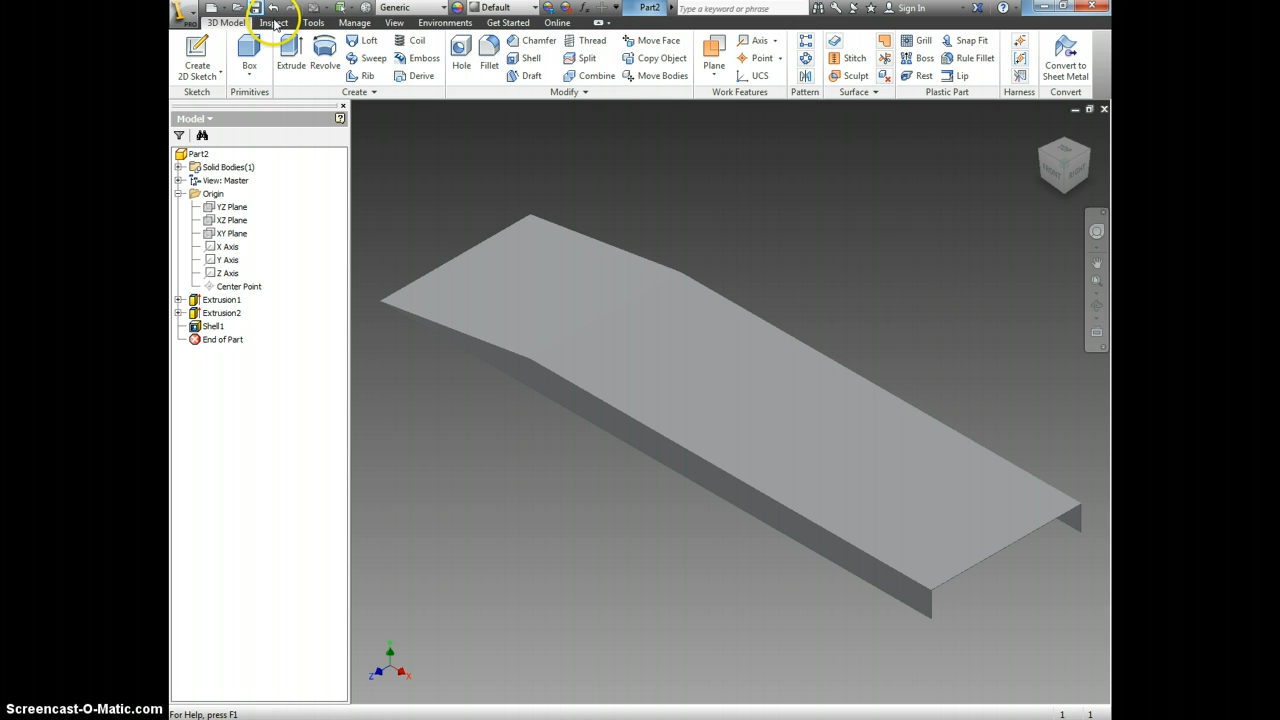 PRO
Generic
Default
Part2
Type a keyword or phrase
Sign In
3D Model
Inspect
Tools
Manage
View
Environments
Get Started
Online
Create
2D Sketch
Sketch
Box
Primitives
Extrude
Revolve
Loft
Sweep
Rib
Coil
Emboss
Derive
Create
Hole
Fillet
Chamfer
Shell
Draft
Thread
Split
Combine
Move Face
Copy Object
Move Bodies
Modify
Plane
Axis
Point
UCS
Work Features
Pattern
Stitch
Sculpt
Surface
Grill
Boss
Rest
Snap Fit
Rule Fillet
Lip
Plastic Part
Harness
Convert to
Sheet Metal
Convert
Model
Part2
Solid Bodies(1)
View: Master
Origin
YZ Plane
XZ Plane
XY Plane
X Axis
Y Axis
Z Axis
Center Point
Extrusion1
Extrusion2
Shell1
End of Part
TOP
FRONT
RIGHT
Y
Z
X
For Help, press F1
1
1
Screencast-O-Matic.com